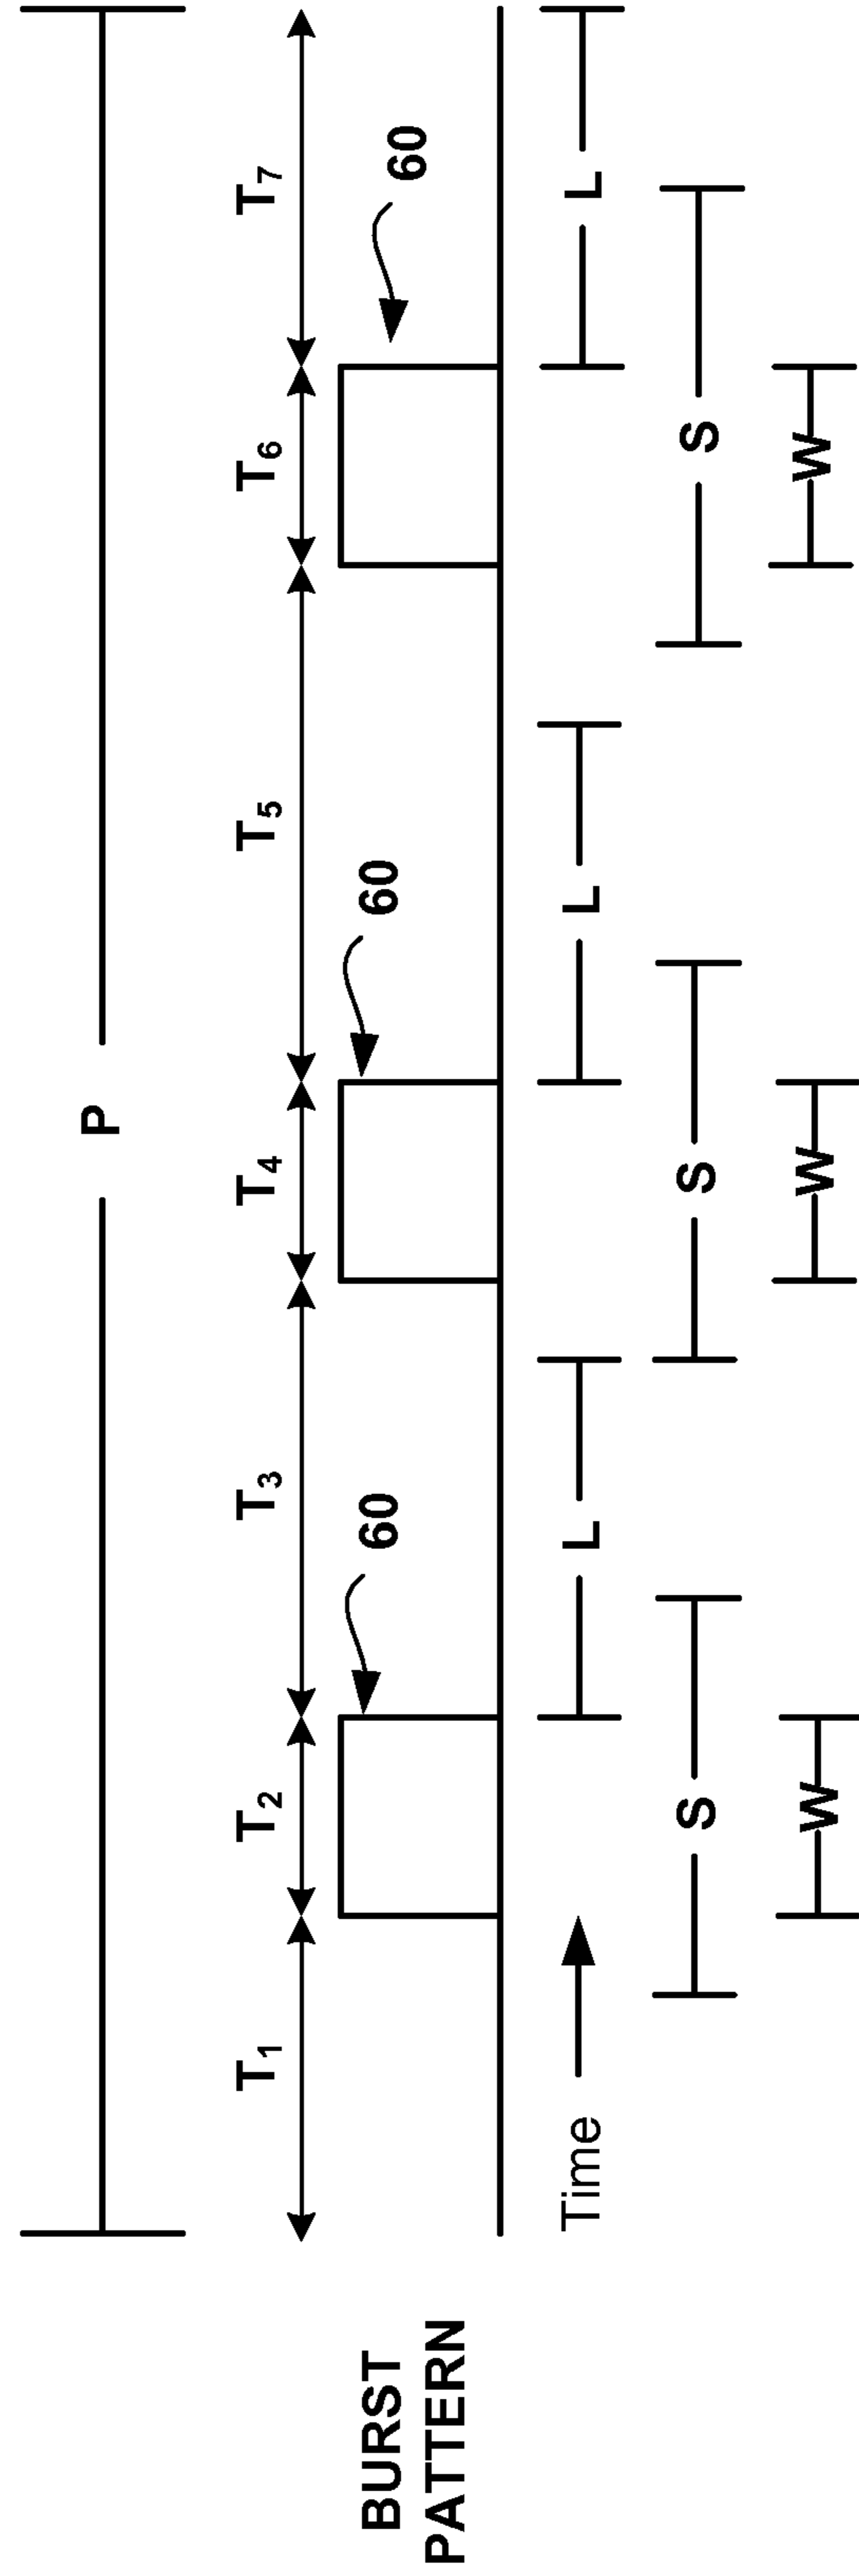 P
T1 T2 T3 T4 T5 T6 T7
60 60 60
BURST
PATTERN
Time L L L
S S S
W W W